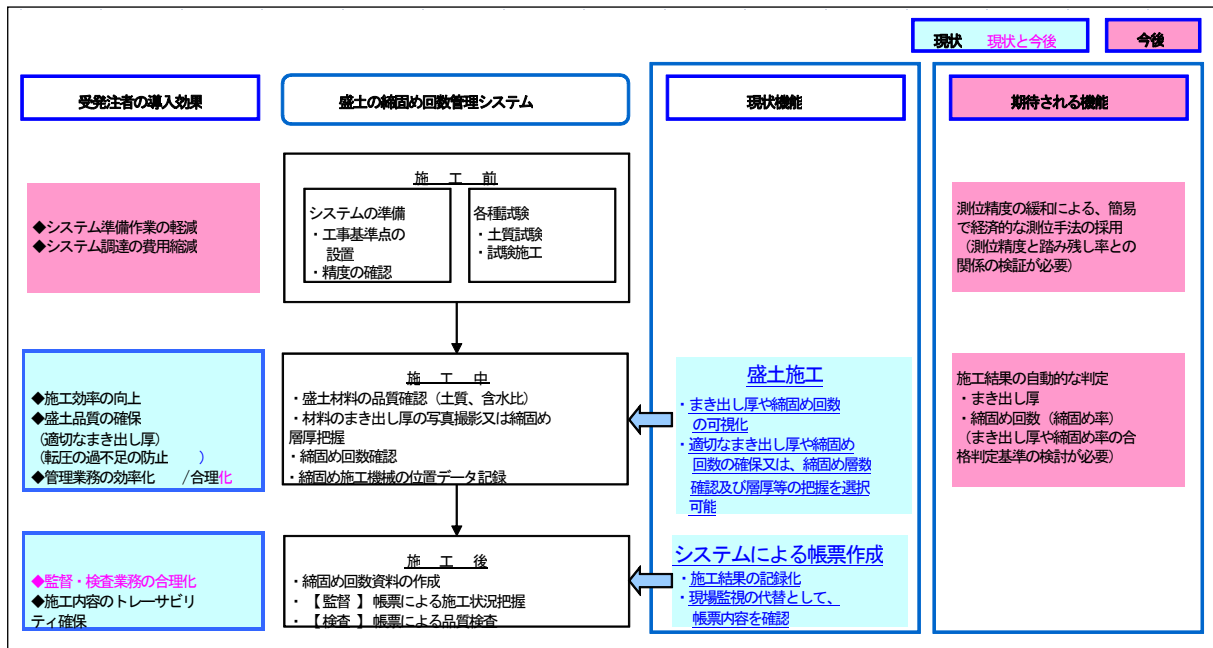 現状 現状と今後
今後
受発注者の導入効果
盛土の締固め回数管理システム
現状機能
期待される機能
◆システム準備作業の軽減
◆システム調達の費用縮減
施 工 前
システムの準備
・工事基準点の
設置
・精度の確認
各種試験
・土質試験
・試験施工
測位精度の緩和による、簡易
で経済的な測位手法の採用
（測位精度と踏み残し率との
関係の検証が必要）
◆施工効率の向上
◆盛土品質の確保
(適切なまき出し厚)
(転圧の過不足の防止 )
◆管理業務の効率化 /合理化
施 工 中
・盛土材料の品質確認（土質、含水比）
・材料のまき出し厚の写真撮影又は締固め
層厚把握
・締固め回数確認
・締固め施工機械の位置データ記録
盛土施工
・まき出し厚や締固め回数
の可視化
・適切なまき出し厚や締固め
回数の確保又は、締固め層数
確認及び層厚等の把握を選択
可能
施工結果の自動的な判定
・まき出し厚
・締固め回数（締固め率）
（まき出し厚や締固め率の合
格判定基準の検討が必要）
◆監督・検査業務の合理化
◆施工内容のトレーサビリ
ティ確保
施 工 後
・締固め回数資料の作成
・【監督】帳票による施工状況把握
・【検査】帳票による品質検査
システムによる帳票作成
・施工結果の記録化
・現場監視の代替として、
帳票内容を確認